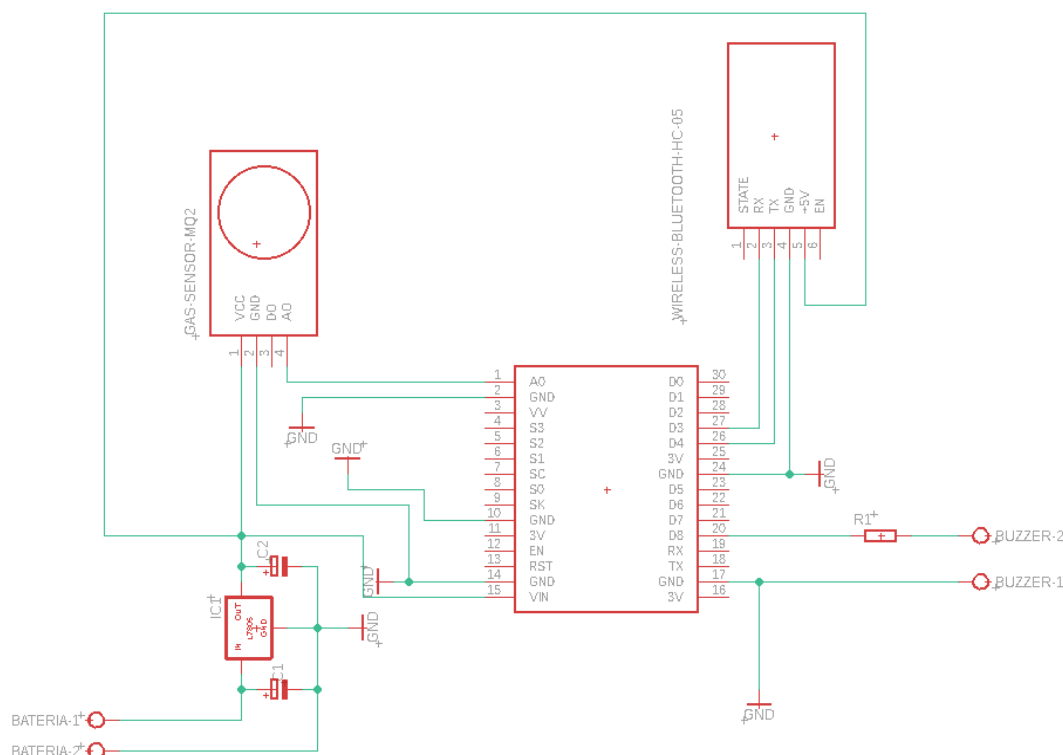 WIRELESS-BLUETOOTH-HC-05
STATE
RX
TX
GND
+5V
EN
1
2
3
4
5
6
GAS-SENSOR-MQ2
VCC
GND
DO
AO
1
2
3
4
1 A0 D0 30
2 GND D1 29
3 VV D2 28
4 S3 D3 27
5 S2 D4 26
6 S1 3V 25
7 SC GND 24
8 S0 D5 23
9 SK D6 22
10 GND D7 21
11 3V D8 20
12 EN RX 19
13 RST TX 18
14 GND GND 17
15 VIN 3V 16
GND
GND
GND
GND
GND
GND
R1
BUZZER-2
BUZZER-1
C2
IC1
OUT
GND
IN
C1
BATERIA-1
BATERIA-2